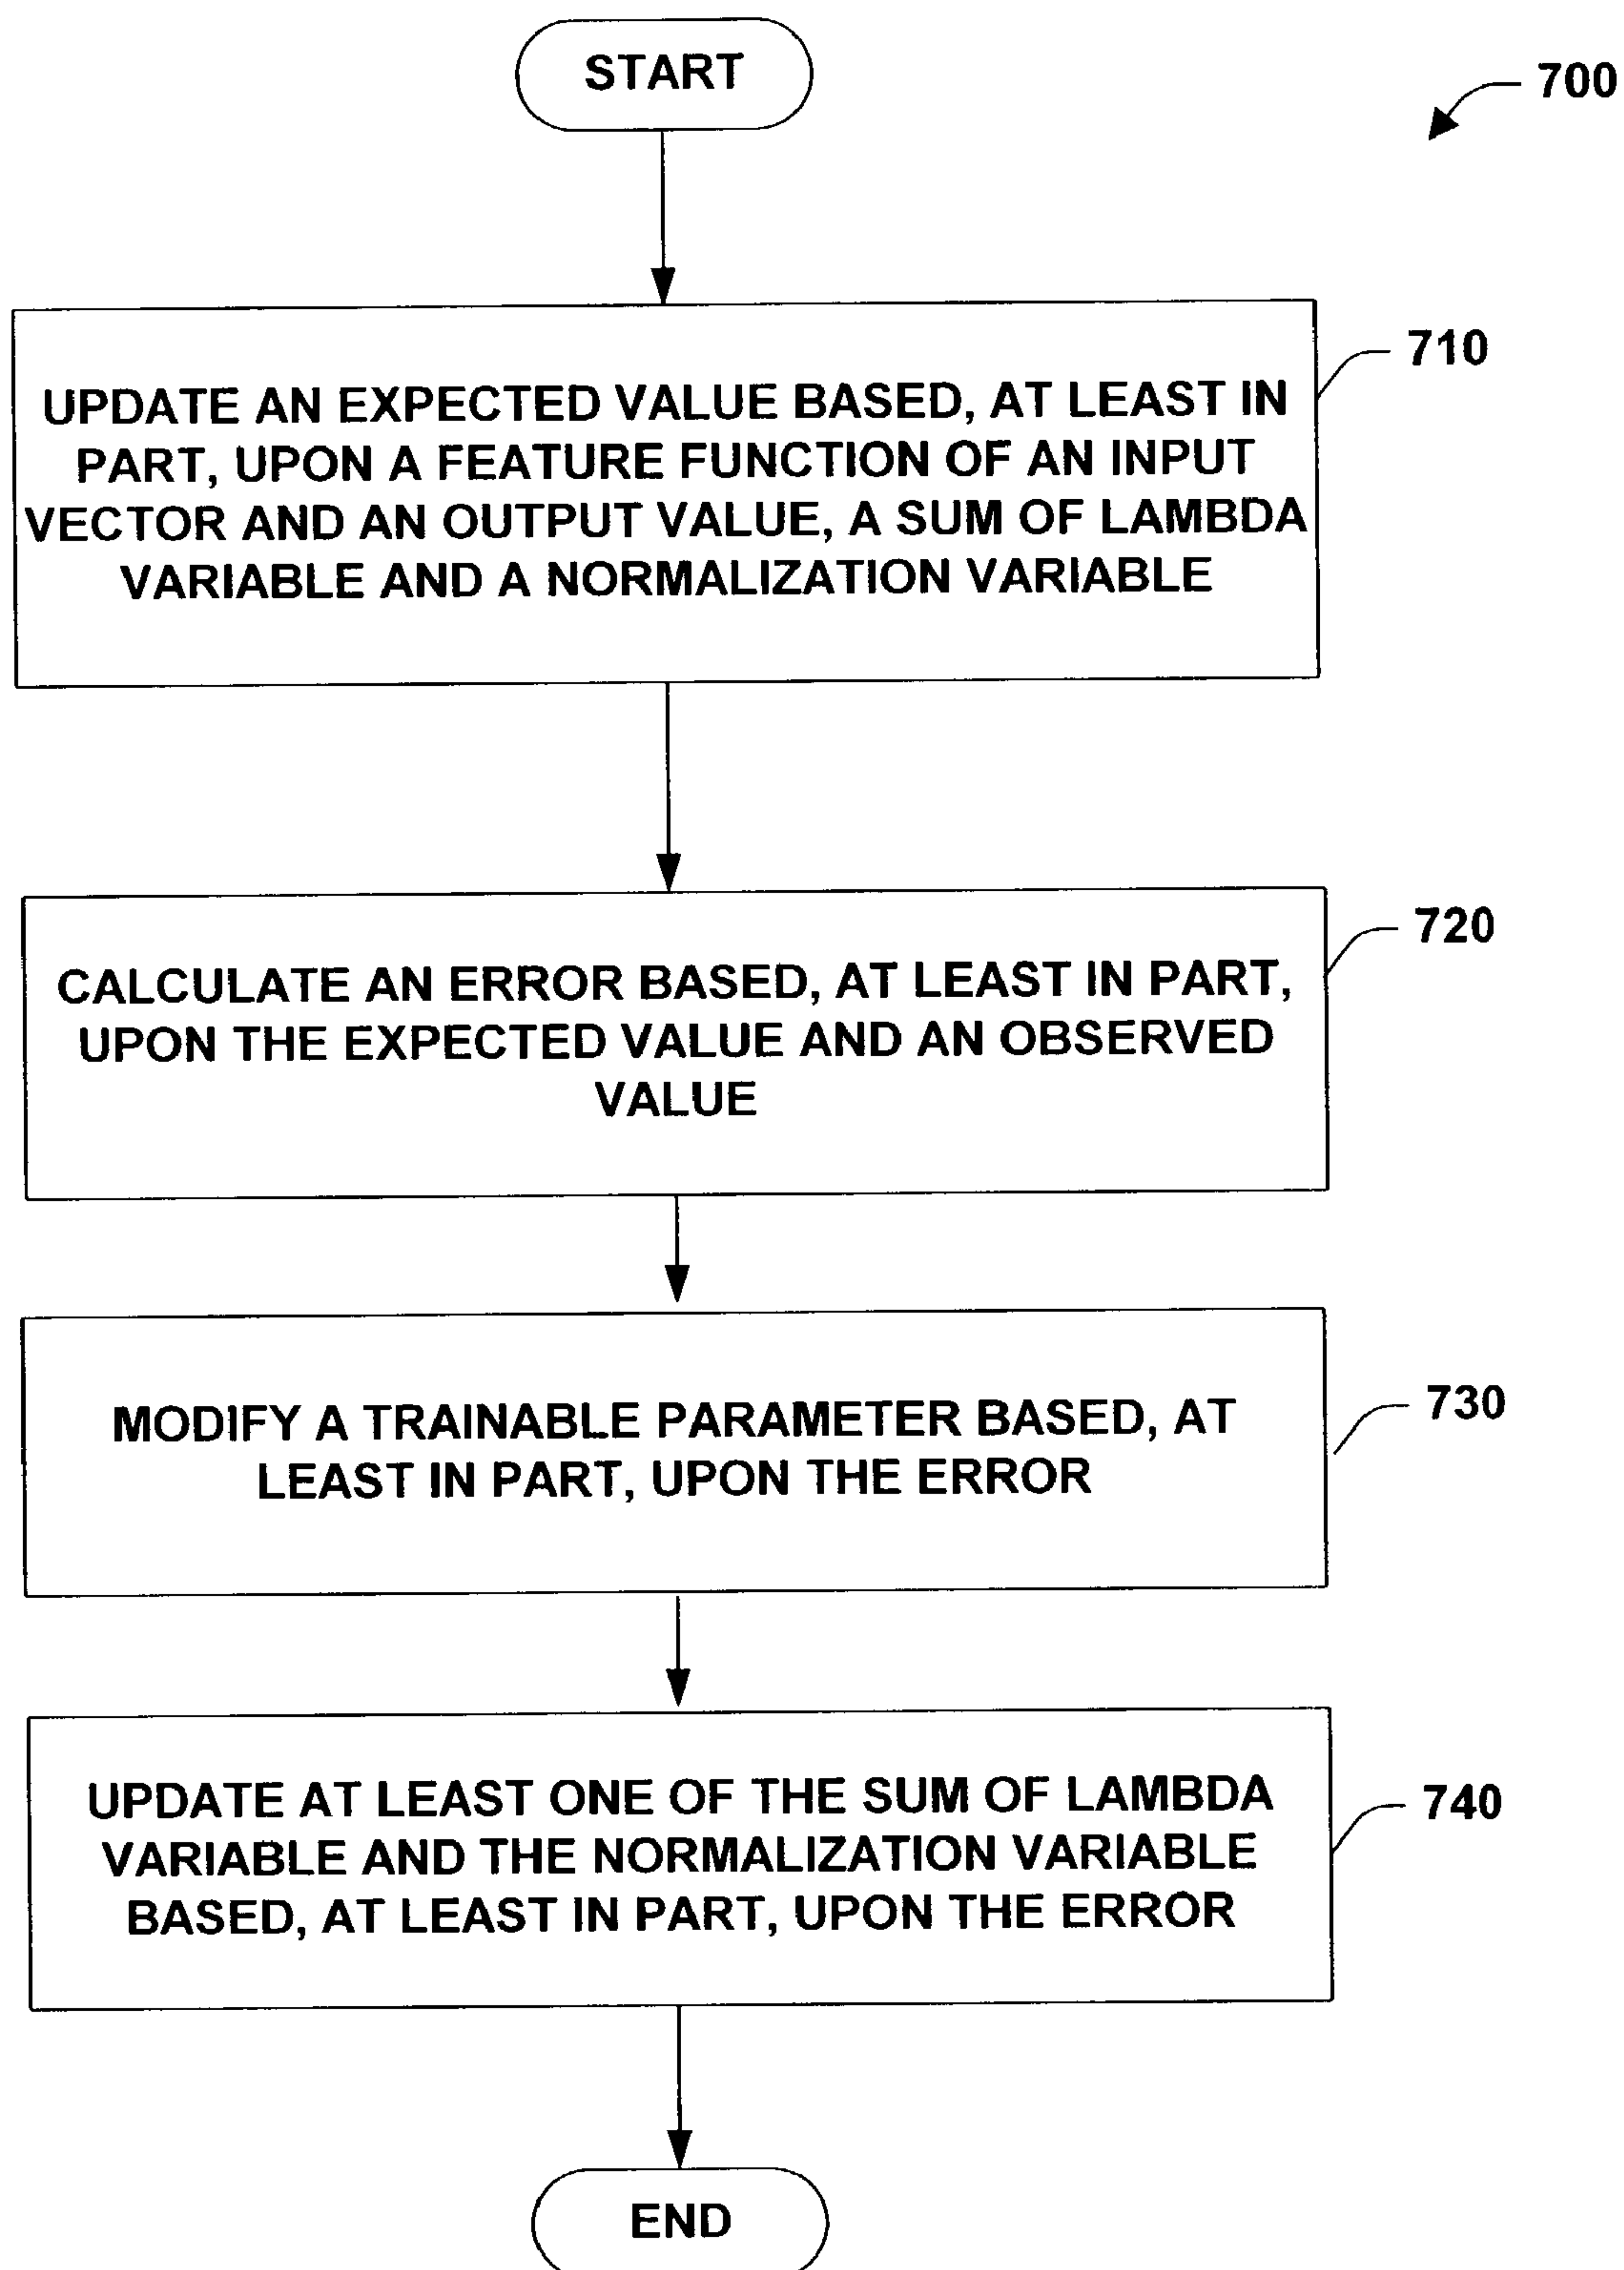 START
700
710
UPDATE AN EXPECTED VALUE BASED, AT LEAST IN
PART, UPON A FEATURE FUNCTION OF AN INPUT
VECTOR AND AN OUTPUT VALUE, A SUM OF LAMBDA
VARIABLE AND A NORMALIZATION VARIABLE
720
CALCULATE AN ERROR BASED, AT LEAST IN PART,
UPON THE EXPECTED VALUE AND AN OBSERVED
VALUE
730
MODIFY A TRAINABLE PARAMETER BASED, AT
LEAST IN PART, UPON THE ERROR
740
UPDATE AT LEAST ONE OF THE SUM OF LAMBDA
VARIABLE AND THE NORMALIZATION VARIABLE
BASED, AT LEAST IN PART, UPON THE ERROR
END